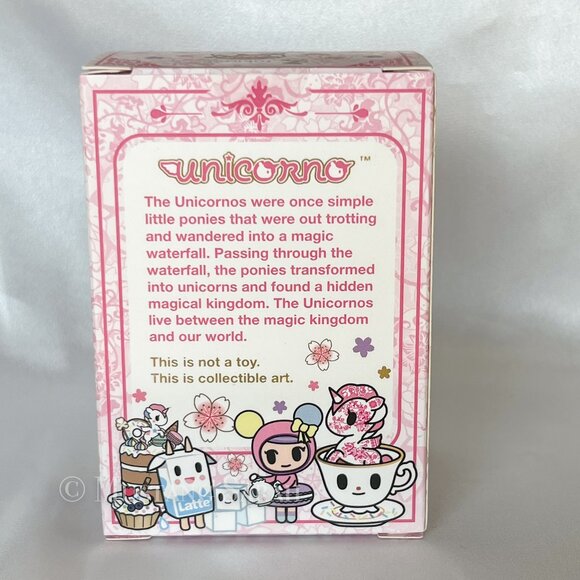 unicorno™
The Unicornos were once simple
little ponies that were out trotting
and wandered into a magic
waterfall. Passing through the
waterfall, the ponies transformed
into unicorns and found a hidden
magical kingdom. The Unicornos
live between the magic kingdom
and our world.
This is not a toy.
This is collectible art.
Latte
©